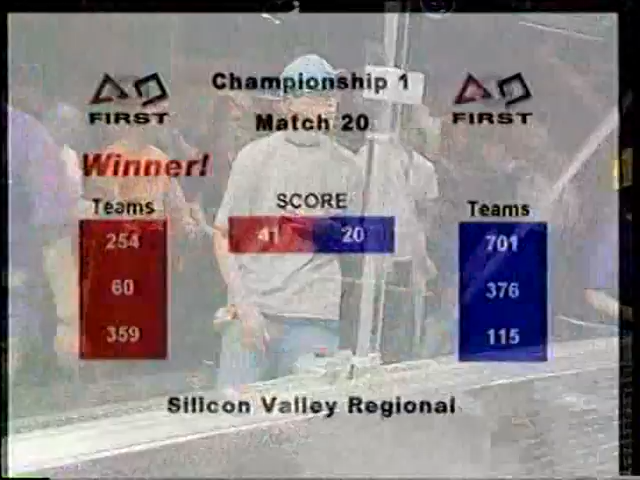 Championship 1
FIRST
FIRST
Match 20
Winner!
SCORE
Teams
Teams
41 20
254
60
359
701
376
115
Silicon Valley Regional